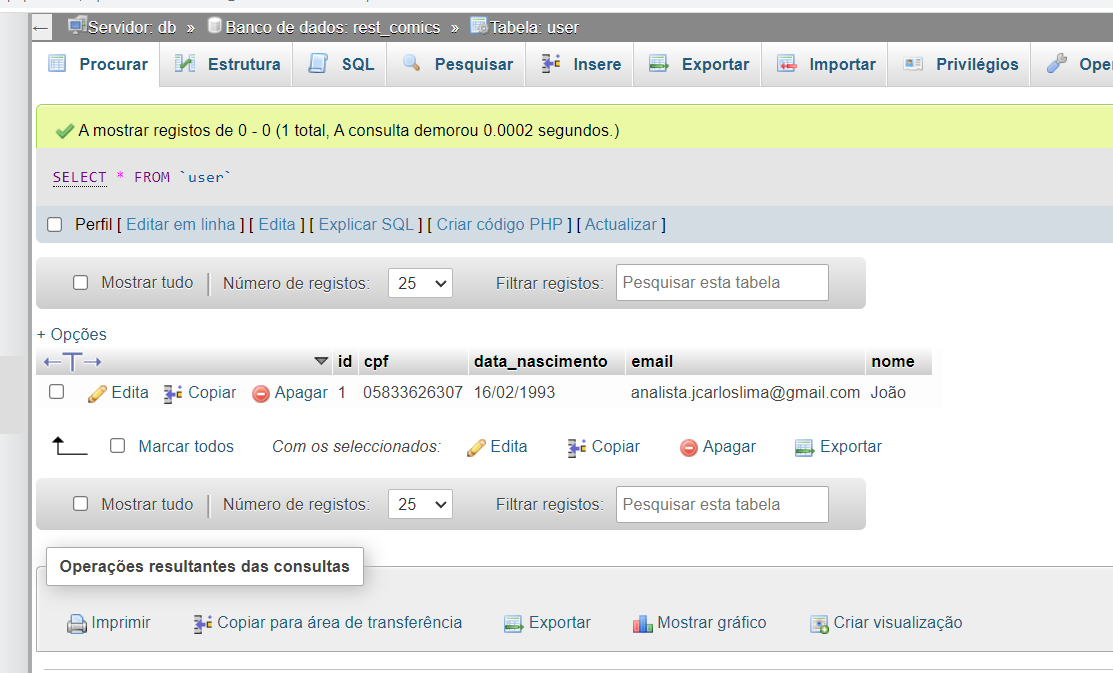 Servidor: db » Banco de dados: rest_comics » Tabela: user
Procurar Estrutura SQL Pesquisar Insere Exportar Importar Privilégios
A mostrar registos de 0 - 0 (1 total, A consulta demorou 0.0002 segundos.)
SELECT * FROM `user`
Perfil [ Editar em linha ] [ Edita ] [ Explicar SQL ] [ Criar código PHP ] [ Actualizar ]
Mostrar tudo | Número de registos: 25 Filtrar registos: Pesquisar esta tabela
+ Opções
←T→ id cpf data_nascimento email nome
Edita Copiar Apagar 1 05833626307 16/02/1993 analista.jcarloslima@gmail.com João
Marcar todos Com os seleccionados: Edita Copiar Apagar Exportar
Mostrar tudo | Número de registos: 25 Filtrar registos: Pesquisar esta tabela
Operações resultantes das consultas
Imprimir Copiar para área de transferência Exportar Mostrar gráfico Criar visualização